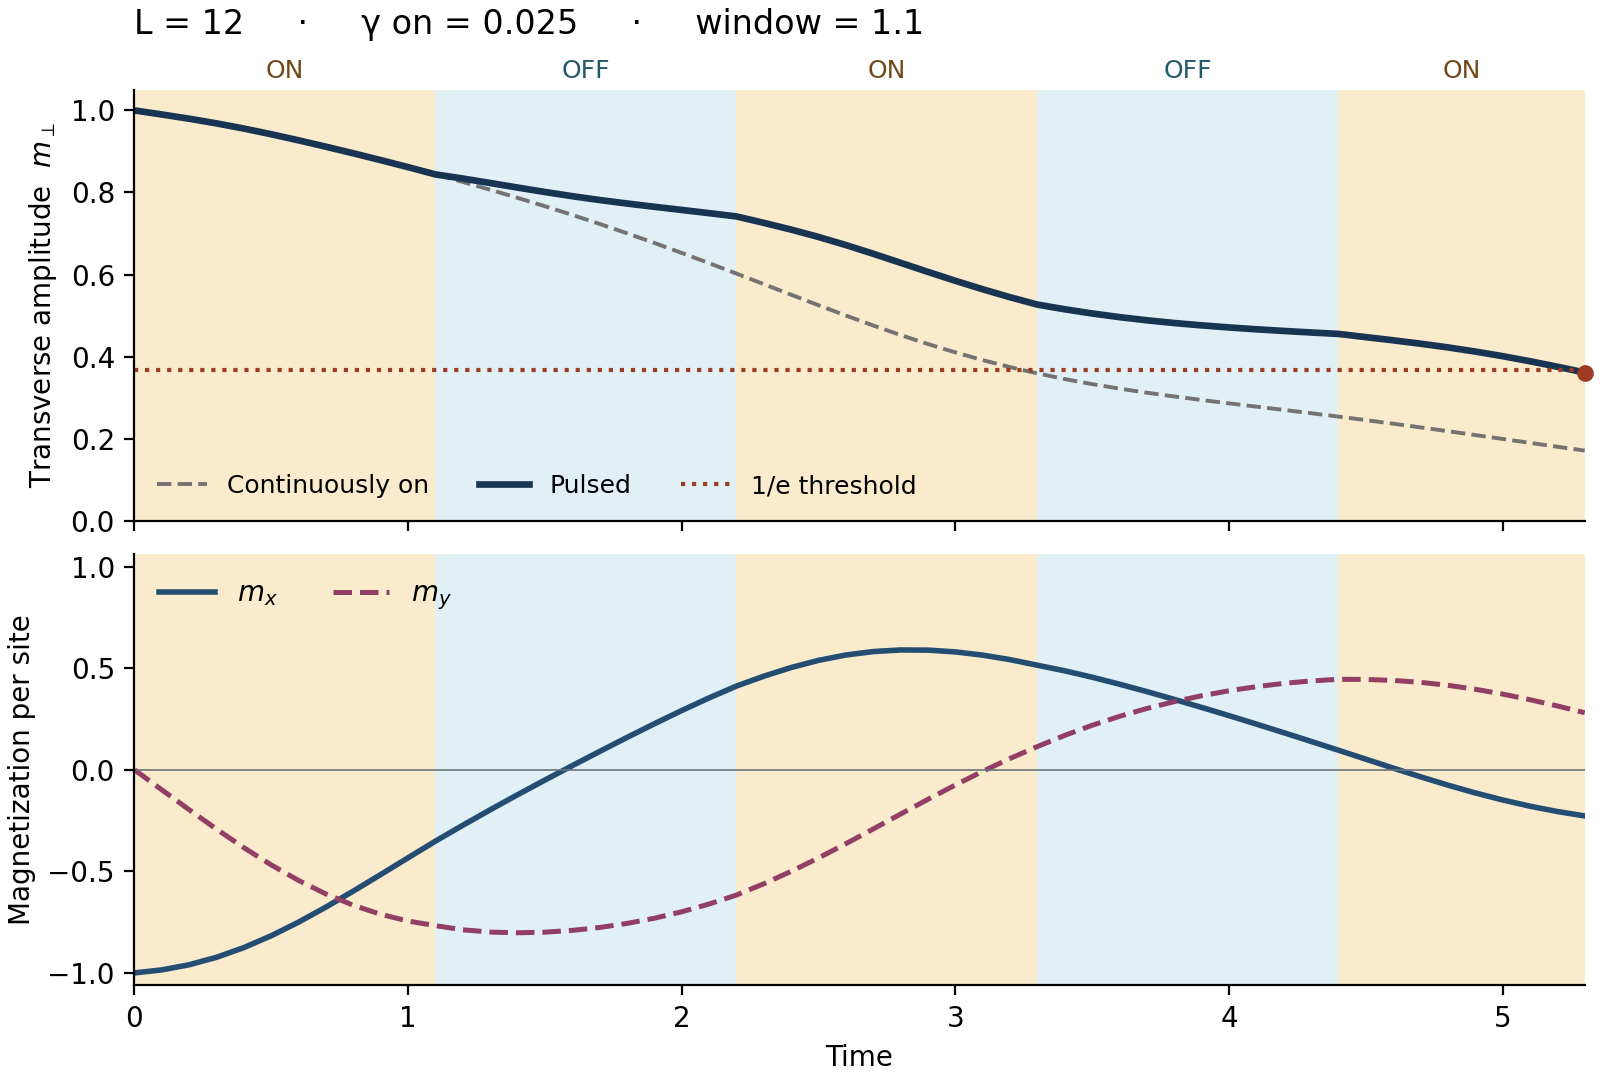 L = 12 · γ on = 0.025 · window = 1.1
ON OFF ON OFF ON
Transverse amplitude m⊥
1.0
0.8
0.6
0.4
0.2
0.0
Continuously on Pulsed 1/e threshold
Magnetization per site
1.0
0.5
0.0
−0.5
−1.0
mx my
0 1 2 3 4 5
Time